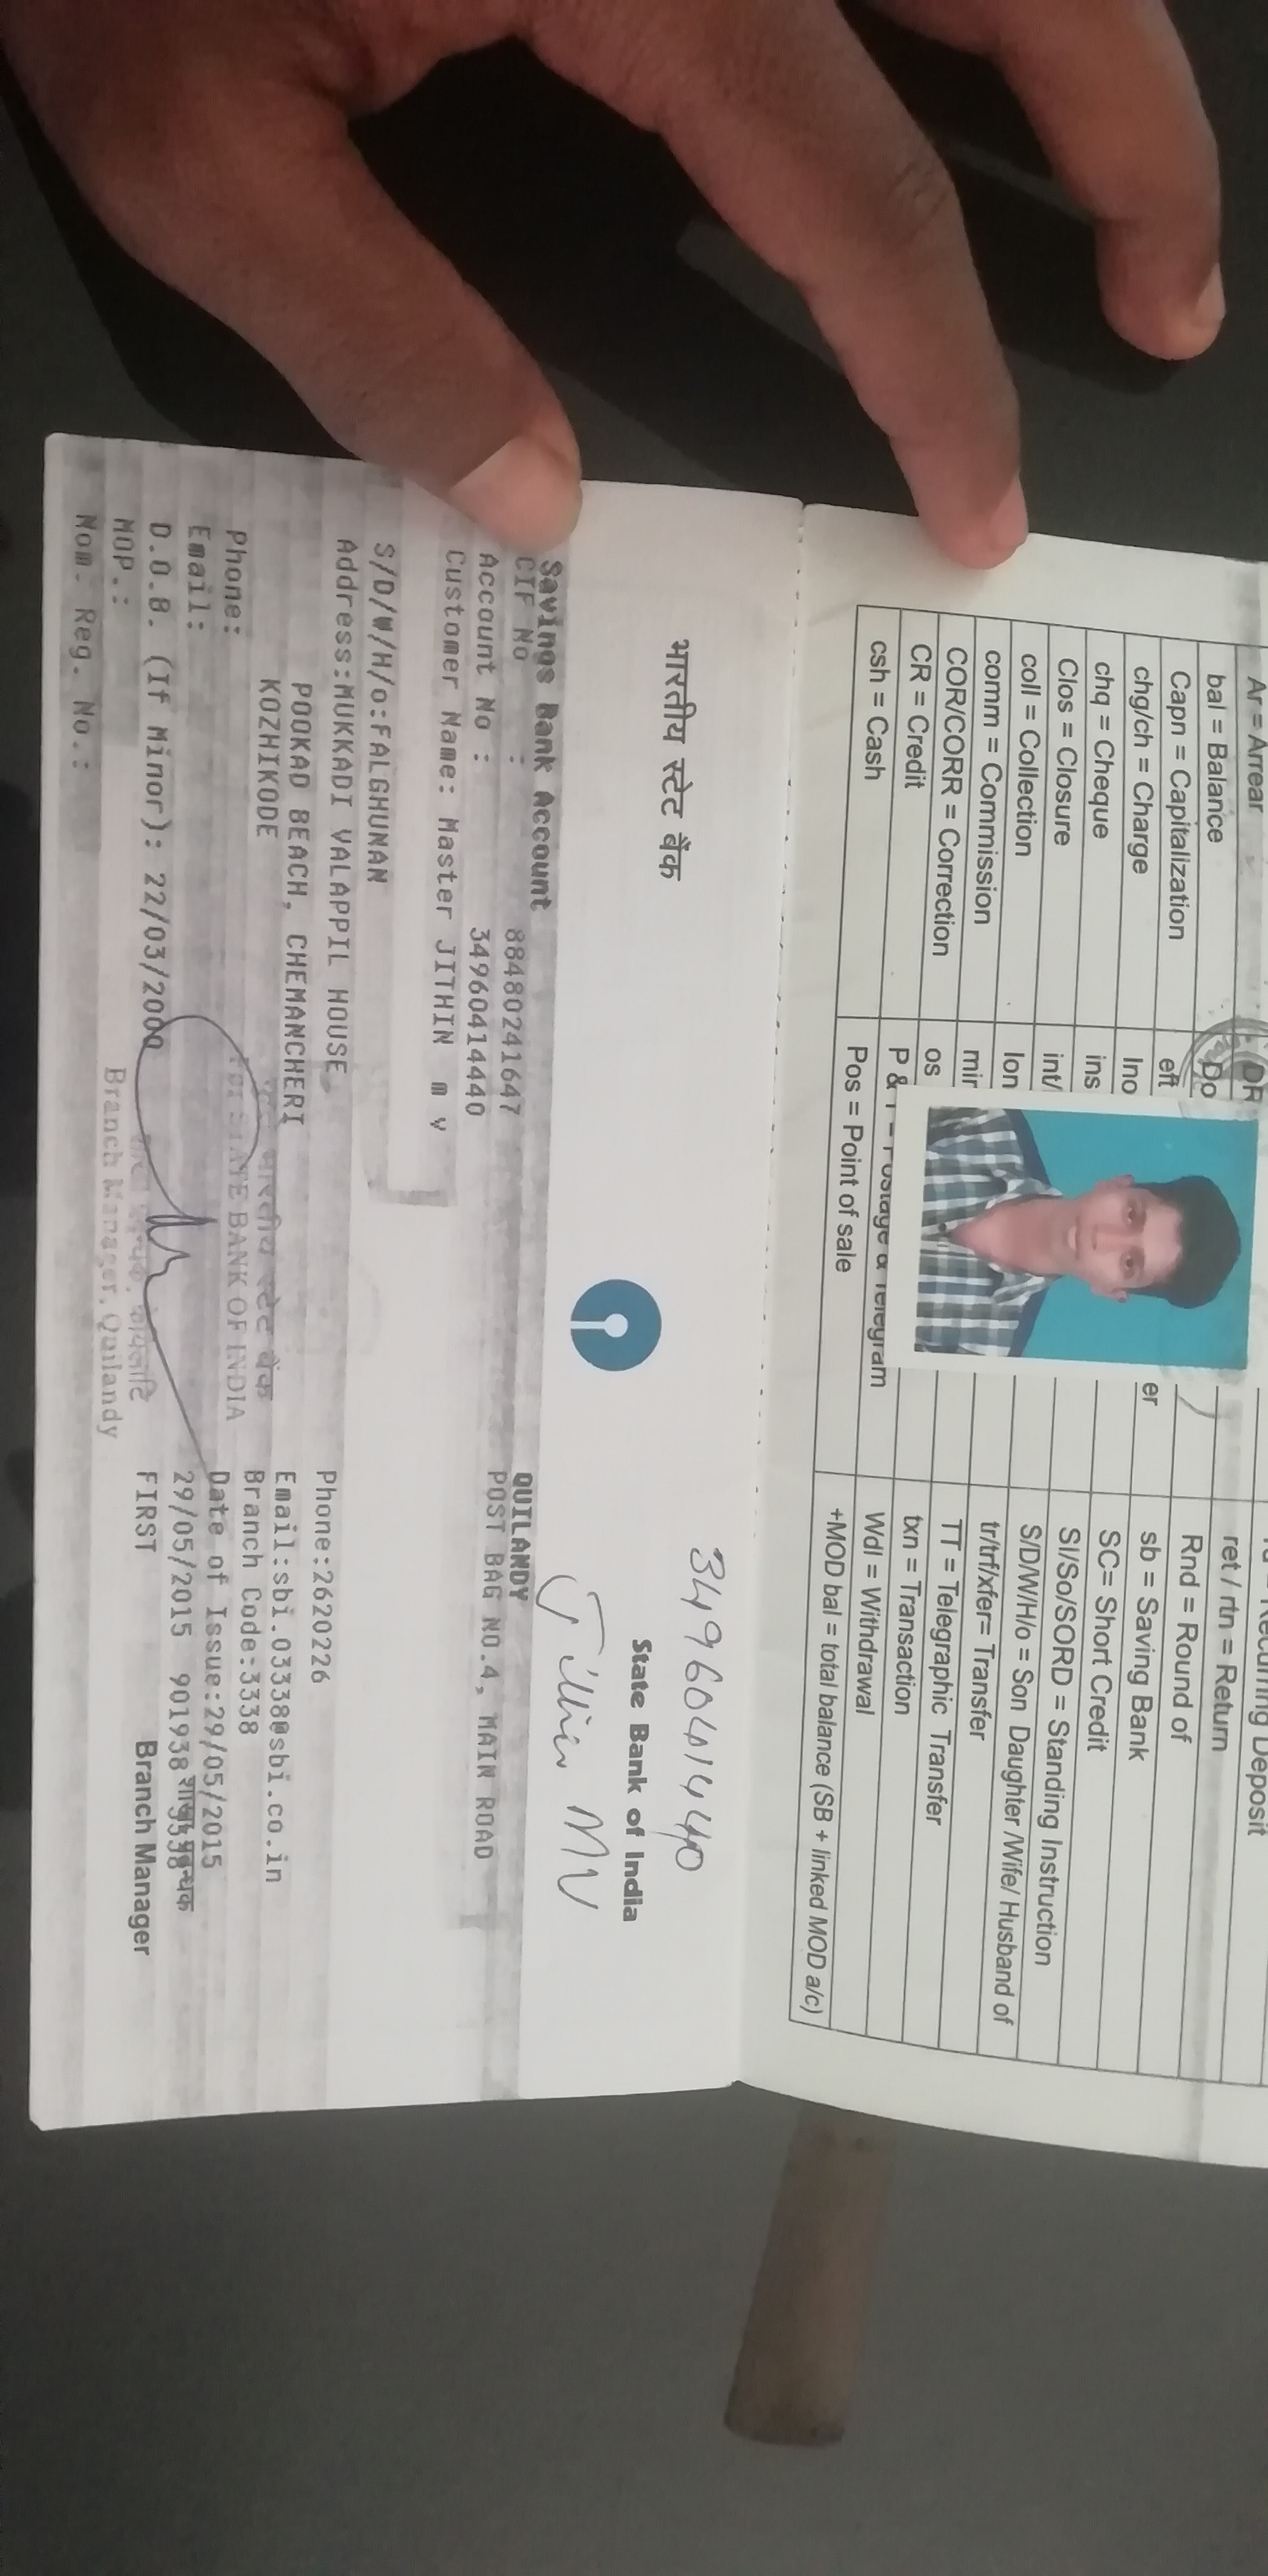 Ar = Arrear
bal = Balance
Capn = Capitalization
chg/ch = Charge
chq = Cheque
Clos = Closure
coll = Collection
comm = Commission
COR/CORR = Correction
CR = Credit
csh = Cash
DR
Do
eft
Ino
ins
int/
lon
min
os
P & T = Postage & Telegram
Pos = Point of sale
er
Recurring Deposit
ret / rtn = Return
Rnd = Round of
sb = Saving Bank
SC= Short Credit
SI/So/SORD = Standing Instruction
S/D/W/H/o = Son Daughter /Wife/ Husband of
tr/trf/xfer= Transfer
TT = Telegraphic Transfer
txn = Transaction
Wdl = Withdrawal
+MOD bal = total balance (SB + linked MOD a/c)
34960414440
भारतीय स्टेट बैंक
State Bank of India
Jithin MV
Savings Bank Account
CIF No : 88480241647
Account No : 34960414440
Customer Name: Master JITHIN m v
S/D/W/H/o:FALGHUNAN
Address:MUKKADI VALAPPIL HOUSE
POOKAD BEACH, CHEMANCHERI
KOZHIKODE
Phone:
Email:
D.O.B. (If Minor): 22/03/2000
MOP.:
Nom. Reg. No.:
QUILANDY
POST BAG NO.4, MAIN ROAD
Phone:2620226
Email:sbi.03338@sbi.co.in
Branch Code:3338
Date of Issue:29/05/2015
29/05/2015 901938
FIRST
Branch Manager
भारतीय स्टेट बैंक
For STATE BANK OF INDIA
Branch Manager, Quilandy